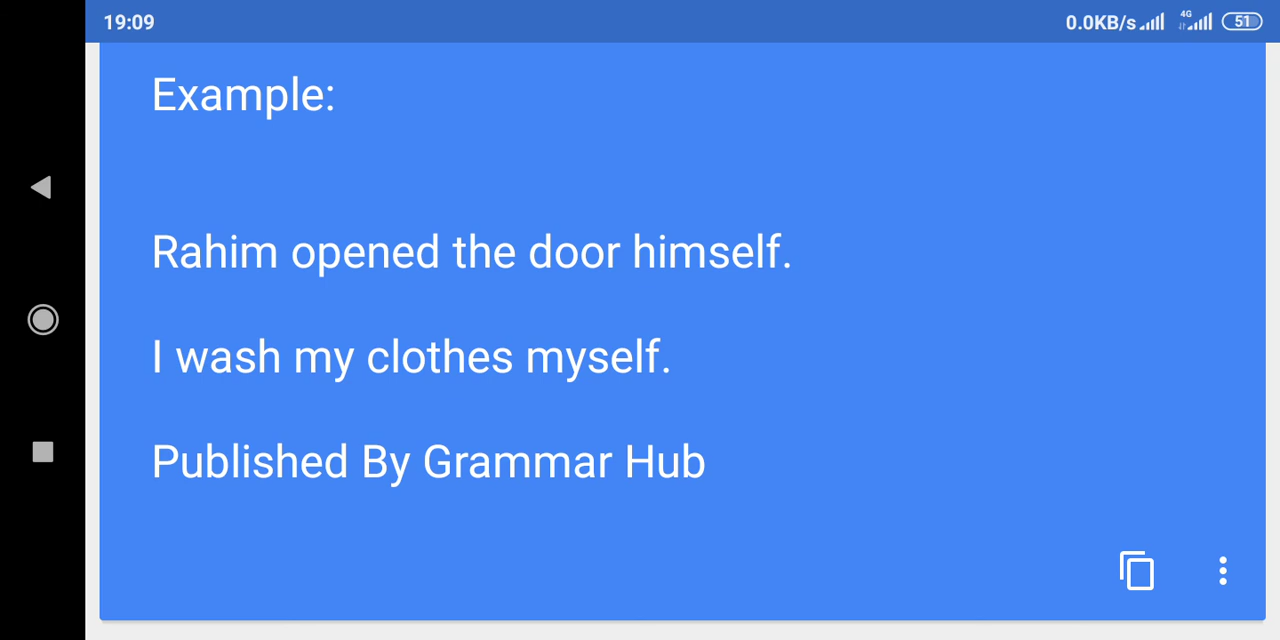 19:09
0.0KB/s 4G 51
Example:
Rahim opened the door himself.
I wash my clothes myself.
Published By Grammar Hub